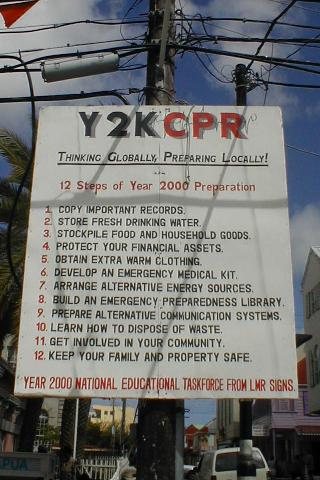 Y2KCPR
THINKING GLOBALLY, PREPARING LOCALLY!
12 Steps of Year 2000 Preparation
1. COPY IMPORTANT RECORDS.
2. STORE FRESH DRINKING WATER.
3. STOCKPILE FOOD AND HOUSEHOLD GOODS.
4. PROTECT YOUR FINANCIAL ASSETS.
5. OBTAIN EXTRA WARM CLOTHING.
6. DEVELOP AN EMERGENCY MEDICAL KIT.
7. ARRANGE ALTERNATIVE ENERGY SOURCES.
8. BUILD AN EMERGENCY PREPAREDNESS LIBRARY.
9. PREPARE ALTERNATIVE COMMUNICATION SYSTEMS.
10. LEARN HOW TO DISPOSE OF WASTE.
11. GET INVOLVED IN YOUR COMMUNITY.
12. KEEP YOUR FAMILY AND PROPERTY SAFE.
YEAR 2000 NATIONAL EDUCATIONAL TASKFORCE FROM LMR SIGNS.